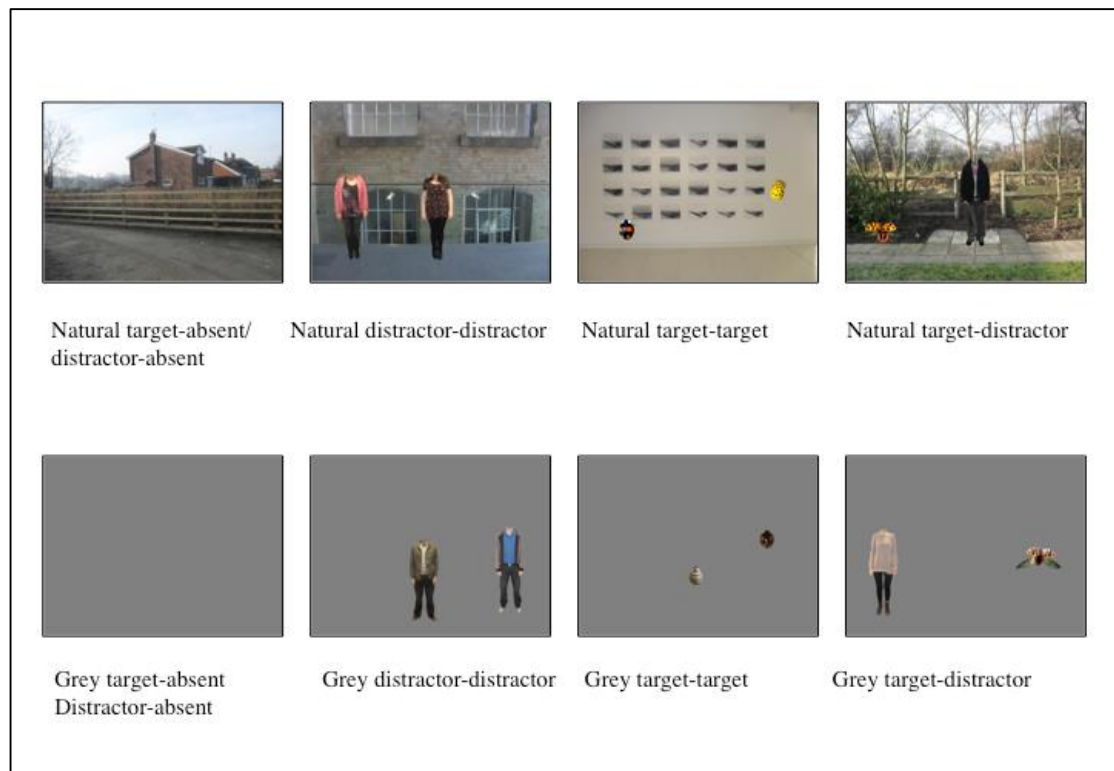 Natural target-absent/
distractor-absent
Natural distractor-distractor
Natural target-target
Natural target-distractor
Grey target-absent
Distractor-absent
Grey distractor-distractor
Grey target-target
Grey target-distractor